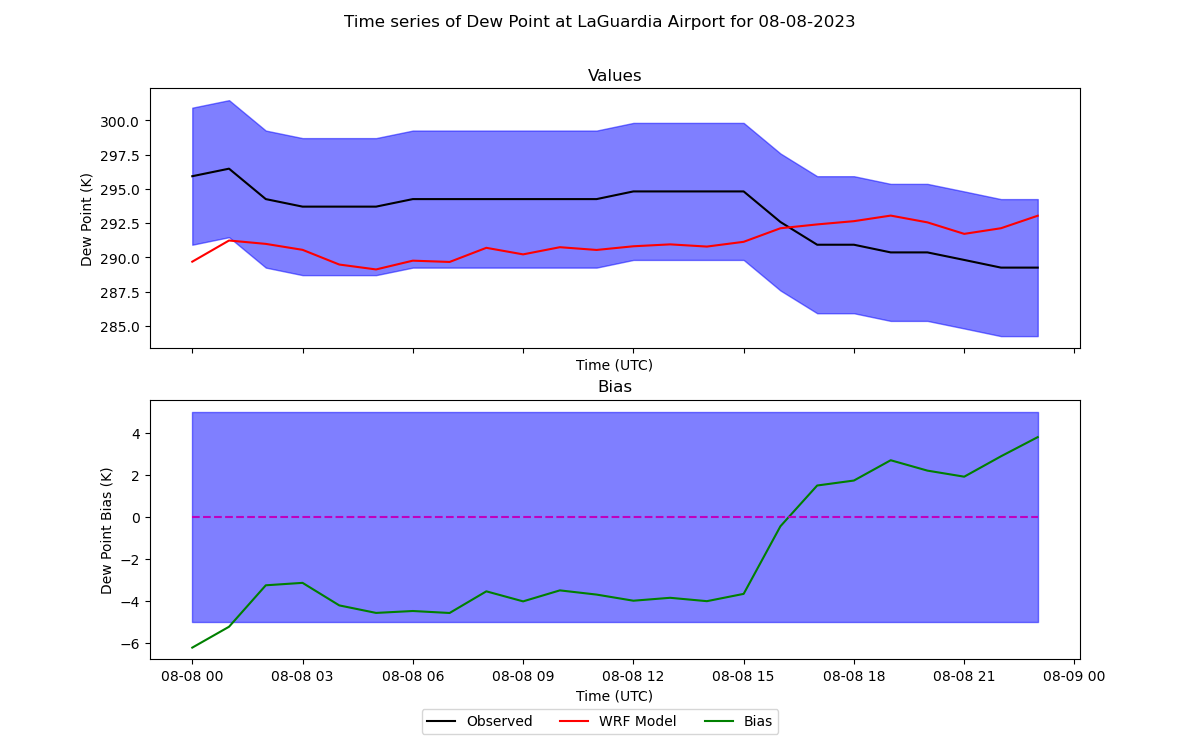 Time series of Dew Point at LaGuardia Airport for 08-08-2023
Values
Dew Point (K)
300.0
297.5
295.0
292.5
290.0
287.5
285.0
Time (UTC)
Bias
Dew Point Bias (K)
4
2
0
−2
−4
−6
08-08 00 08-08 03 08-08 06 08-08 09 08-08 12 08-08 15 08-08 18 08-08 21 08-09 00
Time (UTC)
Observed WRF Model Bias